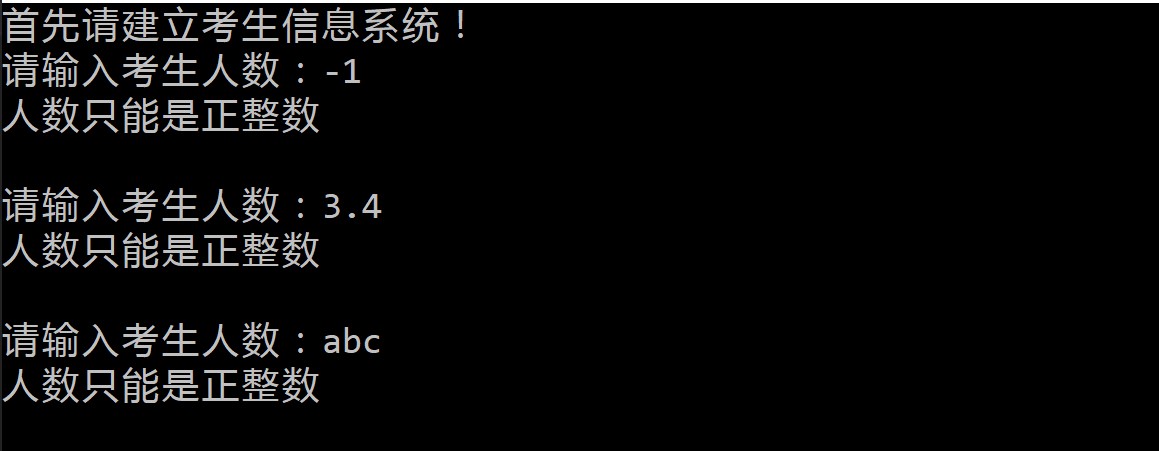 首先请建立考生信息系统！
请输入考生人数：-1
人数只能是正整数
请输入考生人数：3.4
人数只能是正整数
请输入考生人数：abc
人数只能是正整数